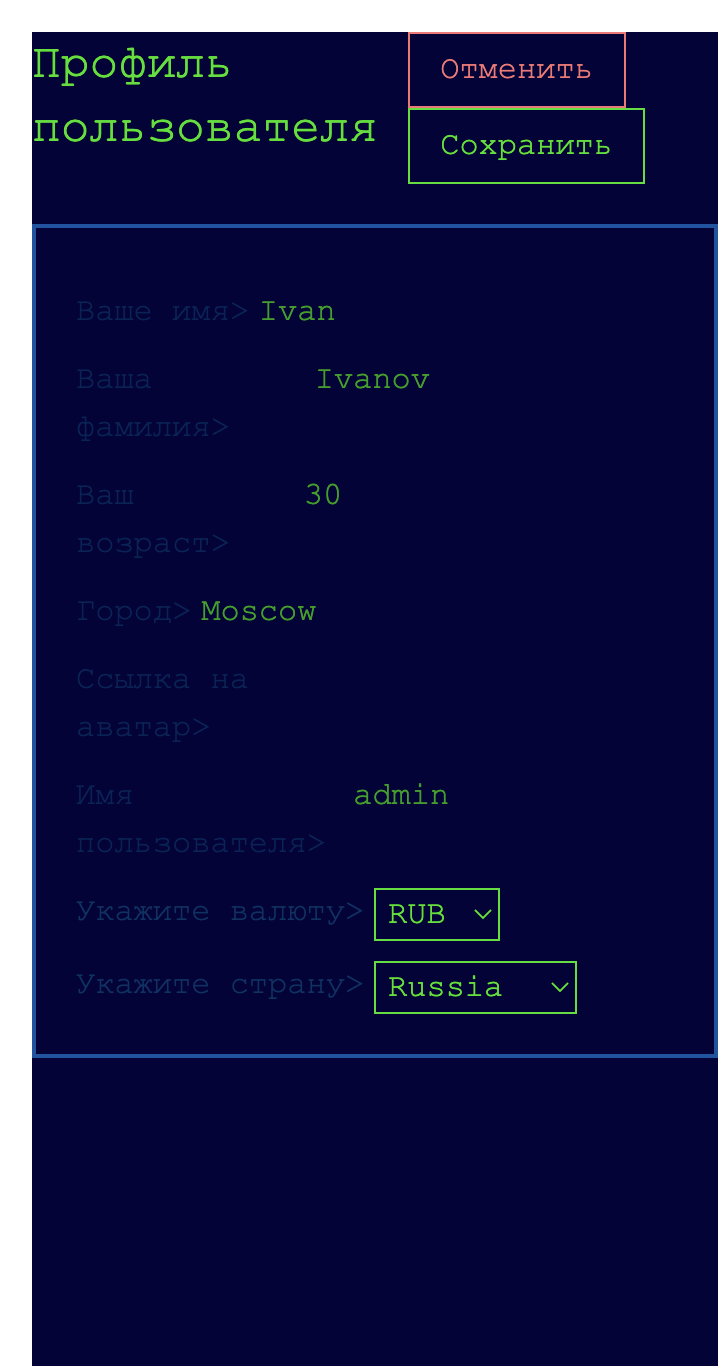 Профиль
пользователя
Отменить
Сохранить
Ваше имя> Ivan
Ваша Ivanov
фамилия>
Ваш 30
возраст>
Город> Moscow
Ссылка на
аватар>
Имя admin
пользователя>
Укажите валюту> RUB
Укажите страну> Russia